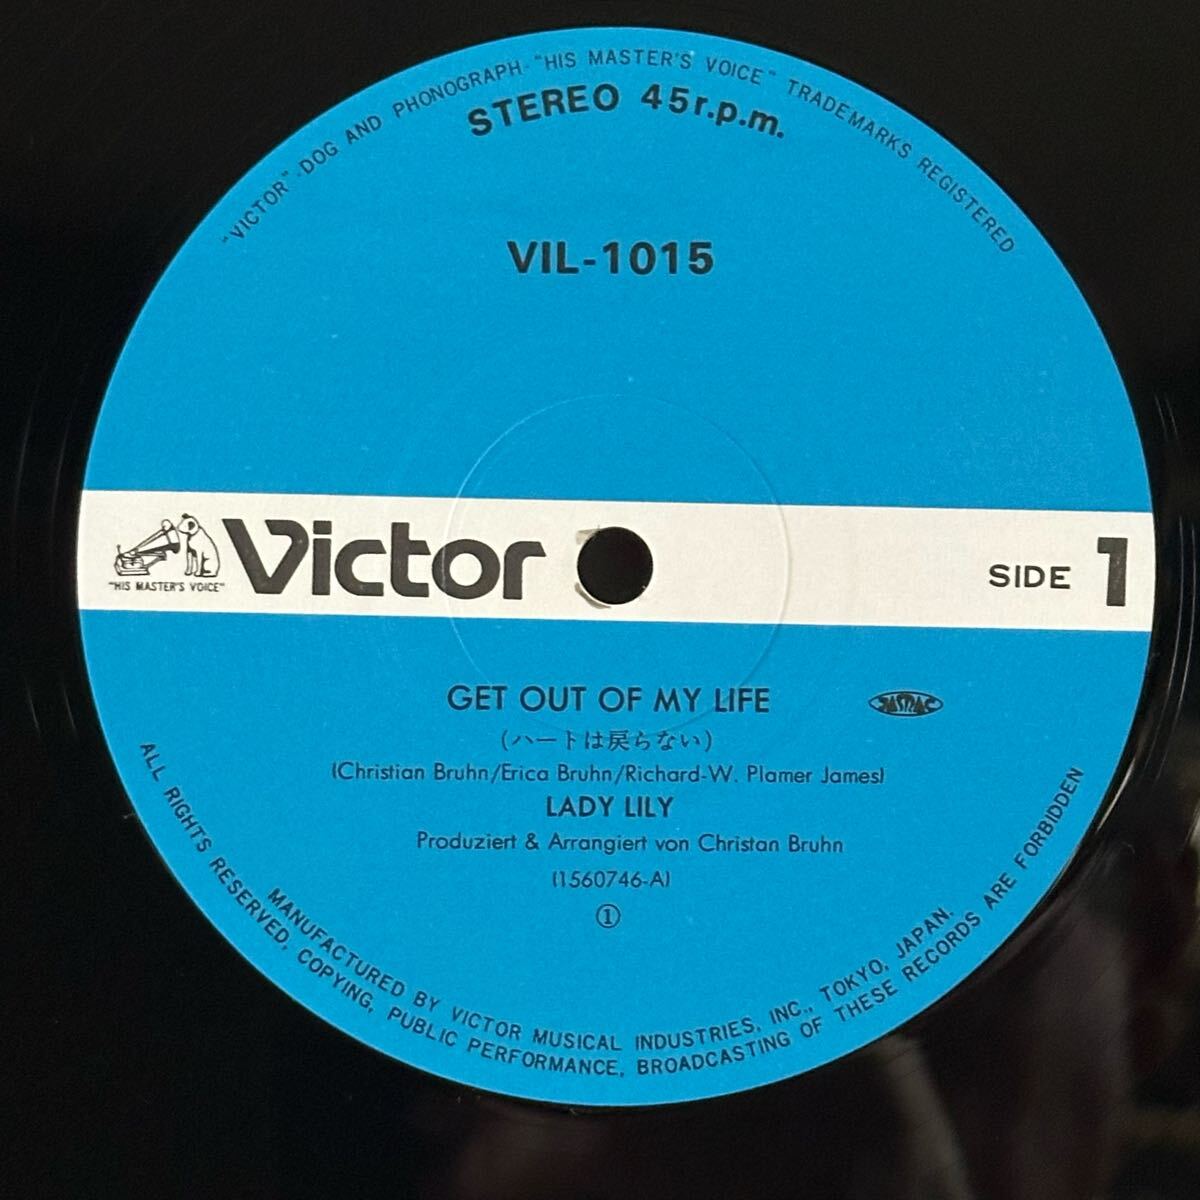 "VICTOR"-DOG AND PHONOGRAPH-"HIS MASTER'S VOICE" TRADEMARKS REGISTERED
STEREO 45r.p.m.
VIL-1015
"HIS MASTER'S VOICE"
Victor
SIDE 1
GET OUT OF MY LIFE
JASRAC
(ハートは戻らない)
(Christian Bruhn/Erica Bruhn/Richard-W. Plamer James)
LADY LILY
Produziert & Arrangiert von Christan Bruhn
(1560746-A)
①
MANUFACTURED BY VICTOR MUSICAL INDUSTRIES, INC., TOKYO, JAPAN.
ALL RIGHTS RESERVED, COPYING, PUBLIC PERFORMANCE, BROADCASTING OF THESE RECORDS ARE FORBIDDEN